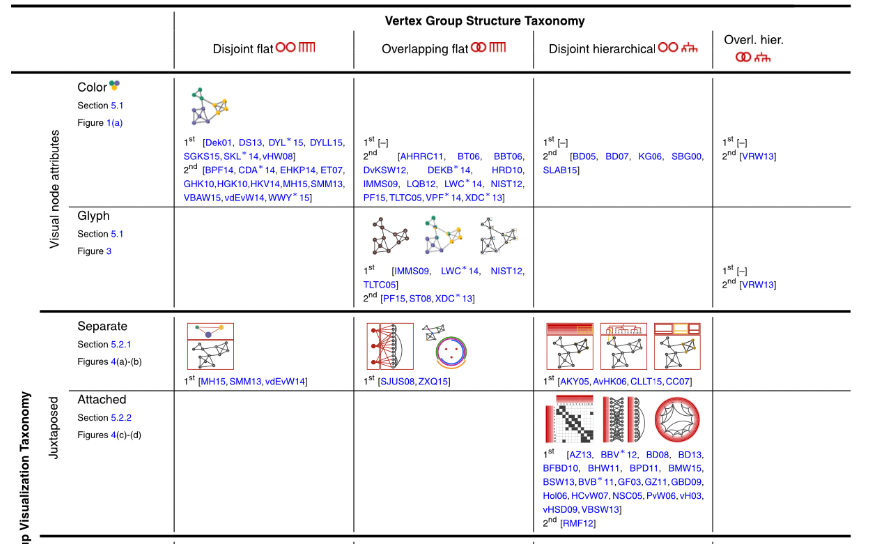 Vertex Group Structure Taxonomy
Disjoint flat
Overlapping flat
Disjoint hierarchical
Overl. hier.
up Visualization Taxonomy
Visual node attributes
Color
Section 5.1
Figure 1(a)
1st [Dek01, DS13, DYL*15, DYLL15,
SGKS15, SKL*14, vHW08]
2nd [BPF14, CDA*14, EHKP14, ET07,
GHK10, HGK10, HKV14, MH15, SMM13,
VBAW15, vdEvW14, WWY*15]
1st [–]
2nd [AHRRC11, BT06, BBT06,
DvKSW12, DEKB*14, HRD10,
IMMS09, LQB12, LWC*14, NIST12,
PF15, TLTC05, VPF*14, XDC*13]
1st [–]
2nd [BD05, BD07, KG06, SBG00,
SLAB15]
1st [–]
2nd [VRW13]
Glyph
Section 5.1
Figure 3
1st [IMMS09, LWC*14, NIST12,
TLTC05]
2nd [PF15, ST08, XDC*13]
1st [–]
2nd [VRW13]
Juxtaposed
Separate
Section 5.2.1
Figures 4(a)-(b)
1st [MH15, SMM13, vdEvW14]
1st [SJUS08, ZXQ15]
1st [AKY05, AvHK06, CLLT15, CC07]
Attached
Section 5.2.2
Figures 4(c)-(d)
1st [AZ13, BBV*12, BD08, BD13,
BFBD10, BHW11, BPD11, BMW15,
BSW13, BVB*11, GF03, GZ11, GBD09,
Hol06, HCvW07, NSC05, PvW06, vH03,
vHSD09, VBSW13]
2nd [RMF12]